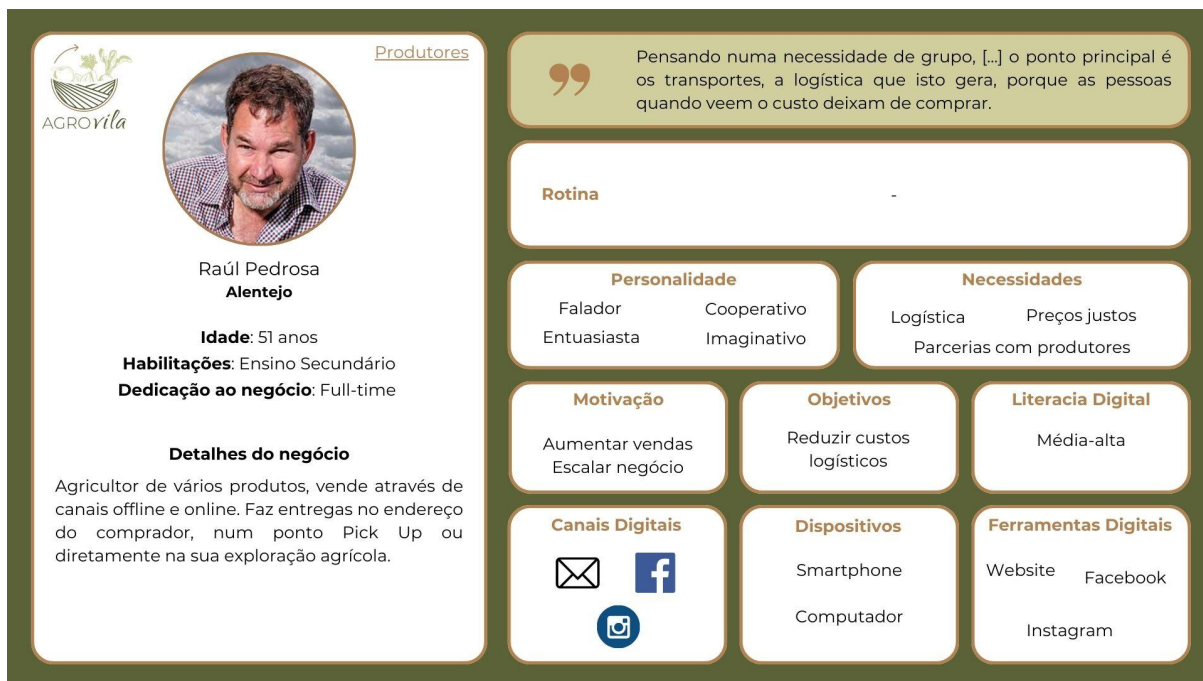 Produtores
AGROvila
Raúl Pedrosa
Alentejo
Idade: 51 anos
Habilitações: Ensino Secundário
Dedicação ao negócio: Full-time
Detalhes do negócio
Agricultor de vários produtos, vende através de
canais offline e online. Faz entregas no endereço
do comprador, num ponto Pick Up ou
diretamente na sua exploração agrícola.
Pensando numa necessidade de grupo, [...] o ponto principal é
os transportes, a logística que isto gera, porque as pessoas
quando veem o custo deixam de comprar.
Rotina -
Personalidade
Falador Cooperativo
Entusiasta Imaginativo
Necessidades
Logística Preços justos
Parcerias com produtores
Motivação
Aumentar vendas
Escalar negócio
Objetivos
Reduzir custos
logísticos
Literacia Digital
Média-alta
Canais Digitais
Dispositivos
Smartphone
Computador
Ferramentas Digitais
Website Facebook
Instagram